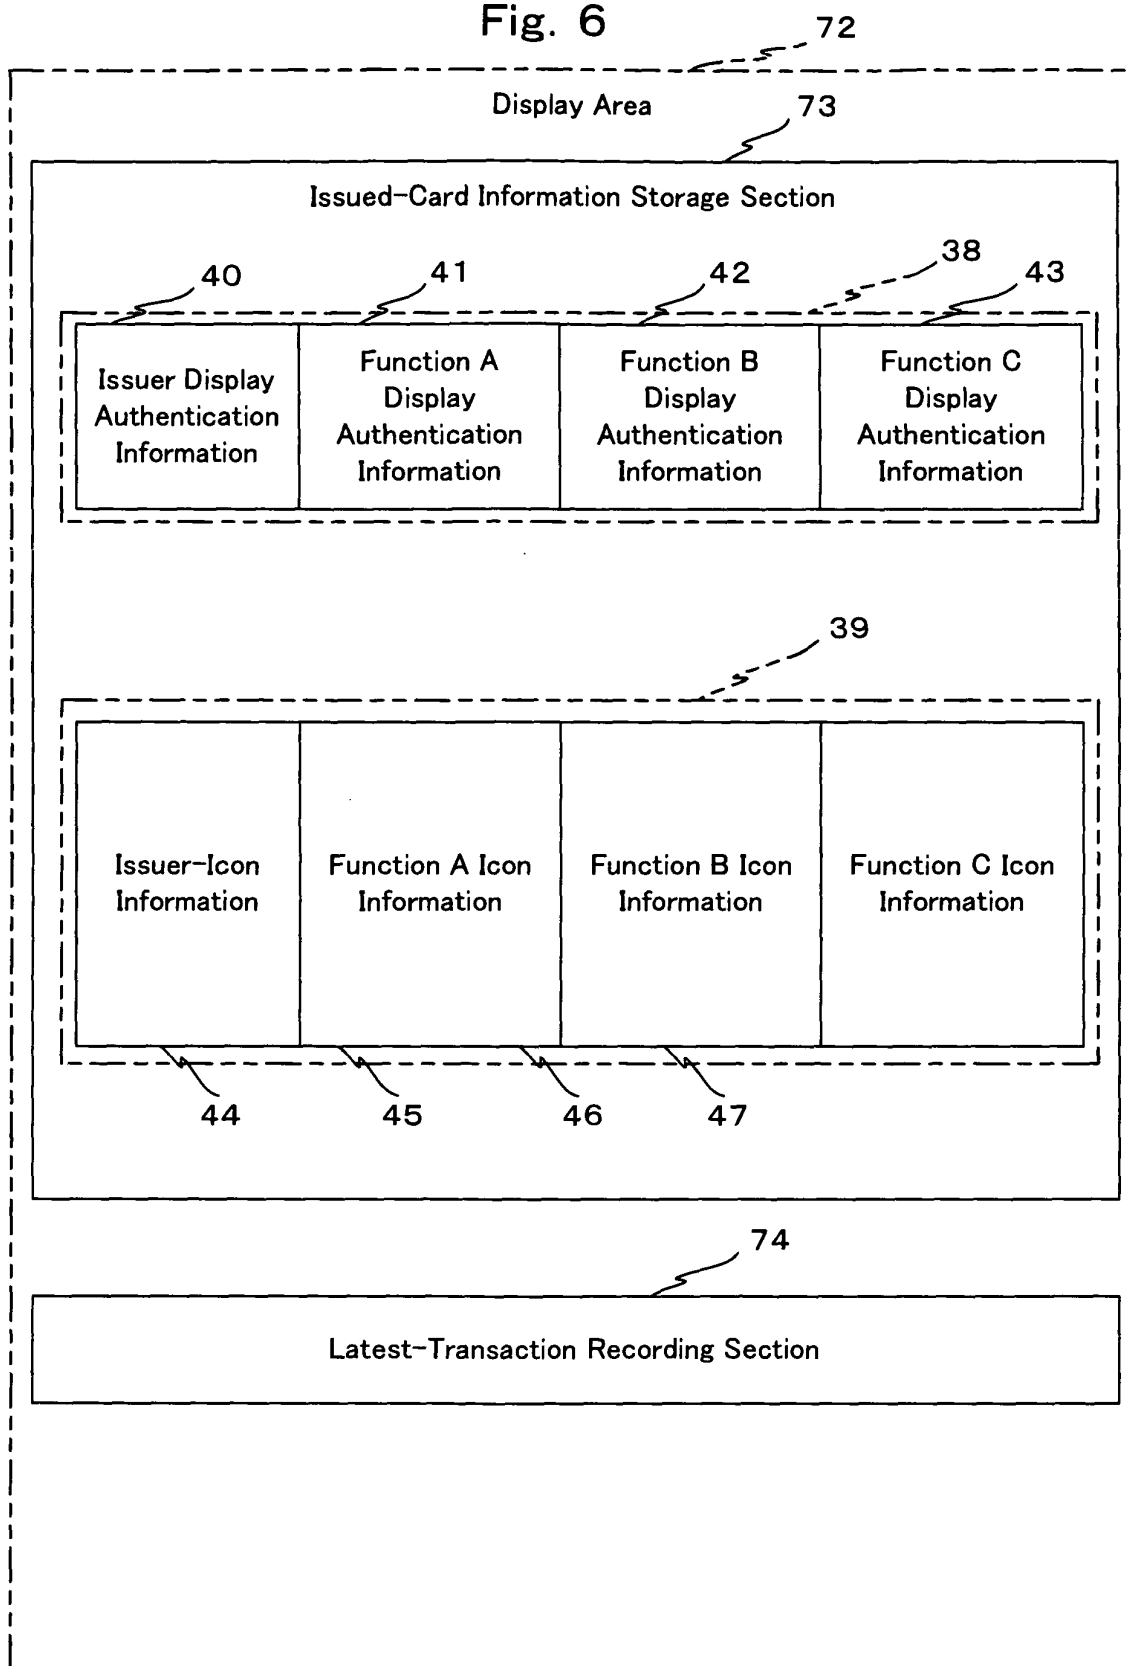 Fig. 6
72
Display Area
73
Issued-Card Information Storage Section
38
40
41
42
43
Issuer Display
Authentication
Information
Function A
Display
Authentication
Information
Function B
Display
Authentication
Information
Function C
Display
Authentication
Information
39
Issuer-Icon
Information
Function A Icon
Information
Function B Icon
Information
Function C Icon
Information
44
45
46
47
74
Latest-Transaction Recording Section